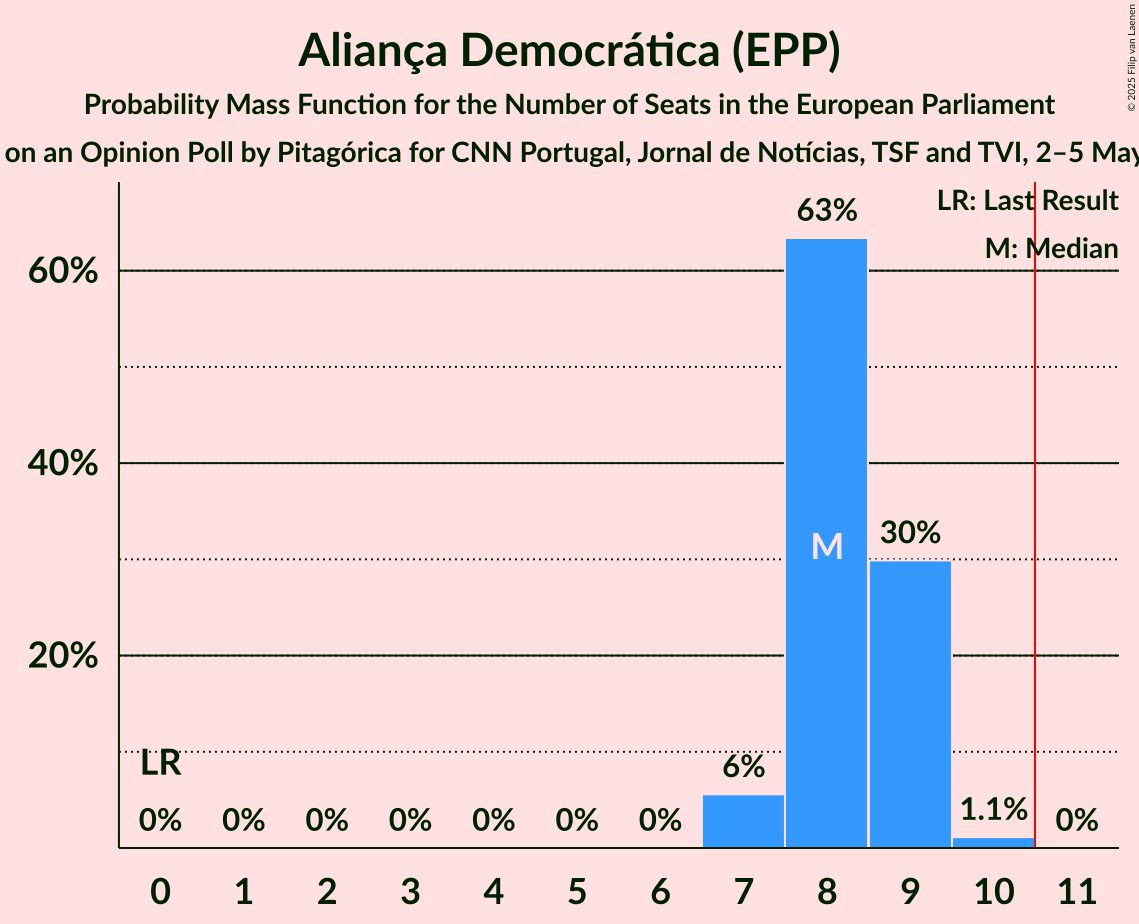 Aliança Democrática (EPP)
Probability Mass Function for the Number of Seats in the European Parliament
on an Opinion Poll by Pitagórica for CNN Portugal, Jornal de Notícias, TSF and TVI, 2–5 May
© 2025 Filip van Laenen
LR: Last Result
M: Median
63%
60%
40%
M
30%
20%
LR
6%
0% 0% 0% 0% 0% 0% 0% 1.1% 0%
0 1 2 3 4 5 6 7 8 9 10 11